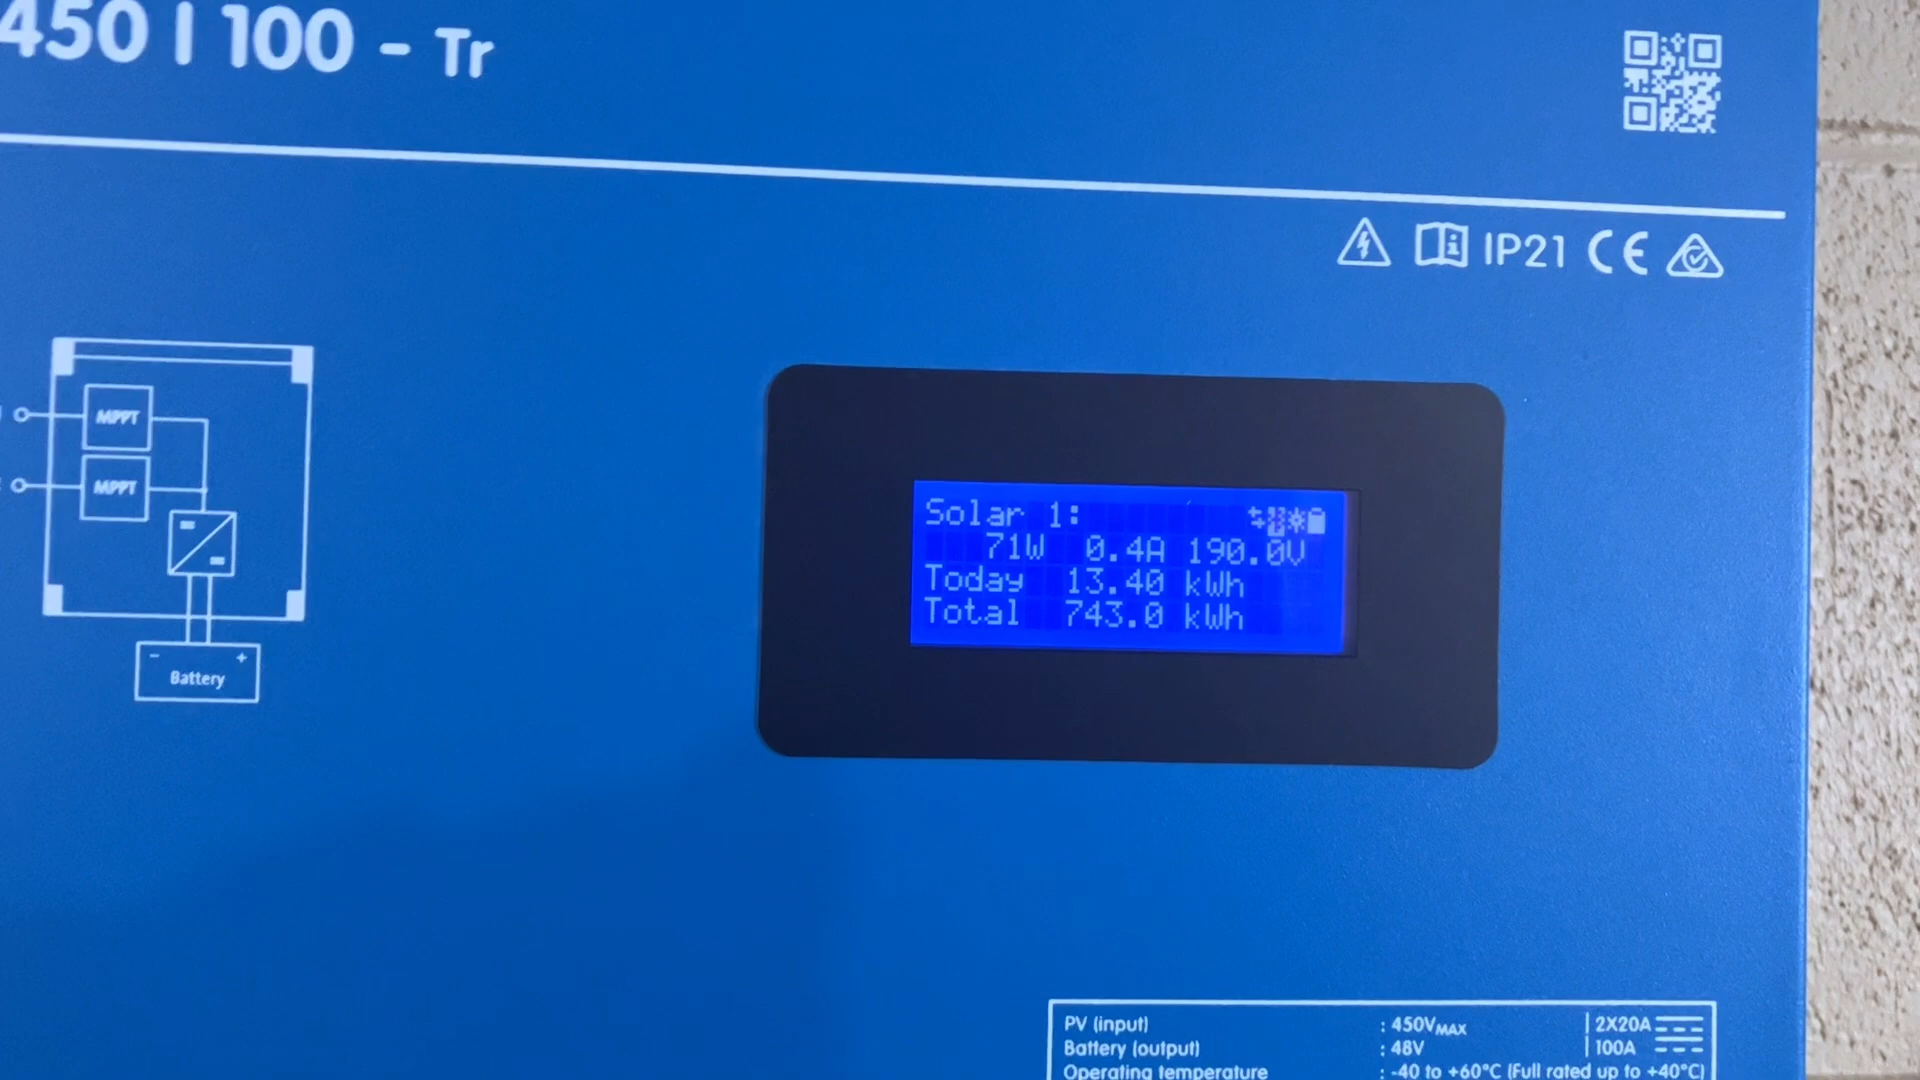 450 | 100 - Tr
IP21 CE
MPPT
MPPT
- +
Battery
Solar 1:
71W 0.4A 190.0V
Today 13.40 kWh
Total 743.0 kWh
PV (input) : 450VMAX | 2X20A
Battery (output) : 48V | 100A
Operating temperature : -40 to +60°C (Full rated up to +40°C)